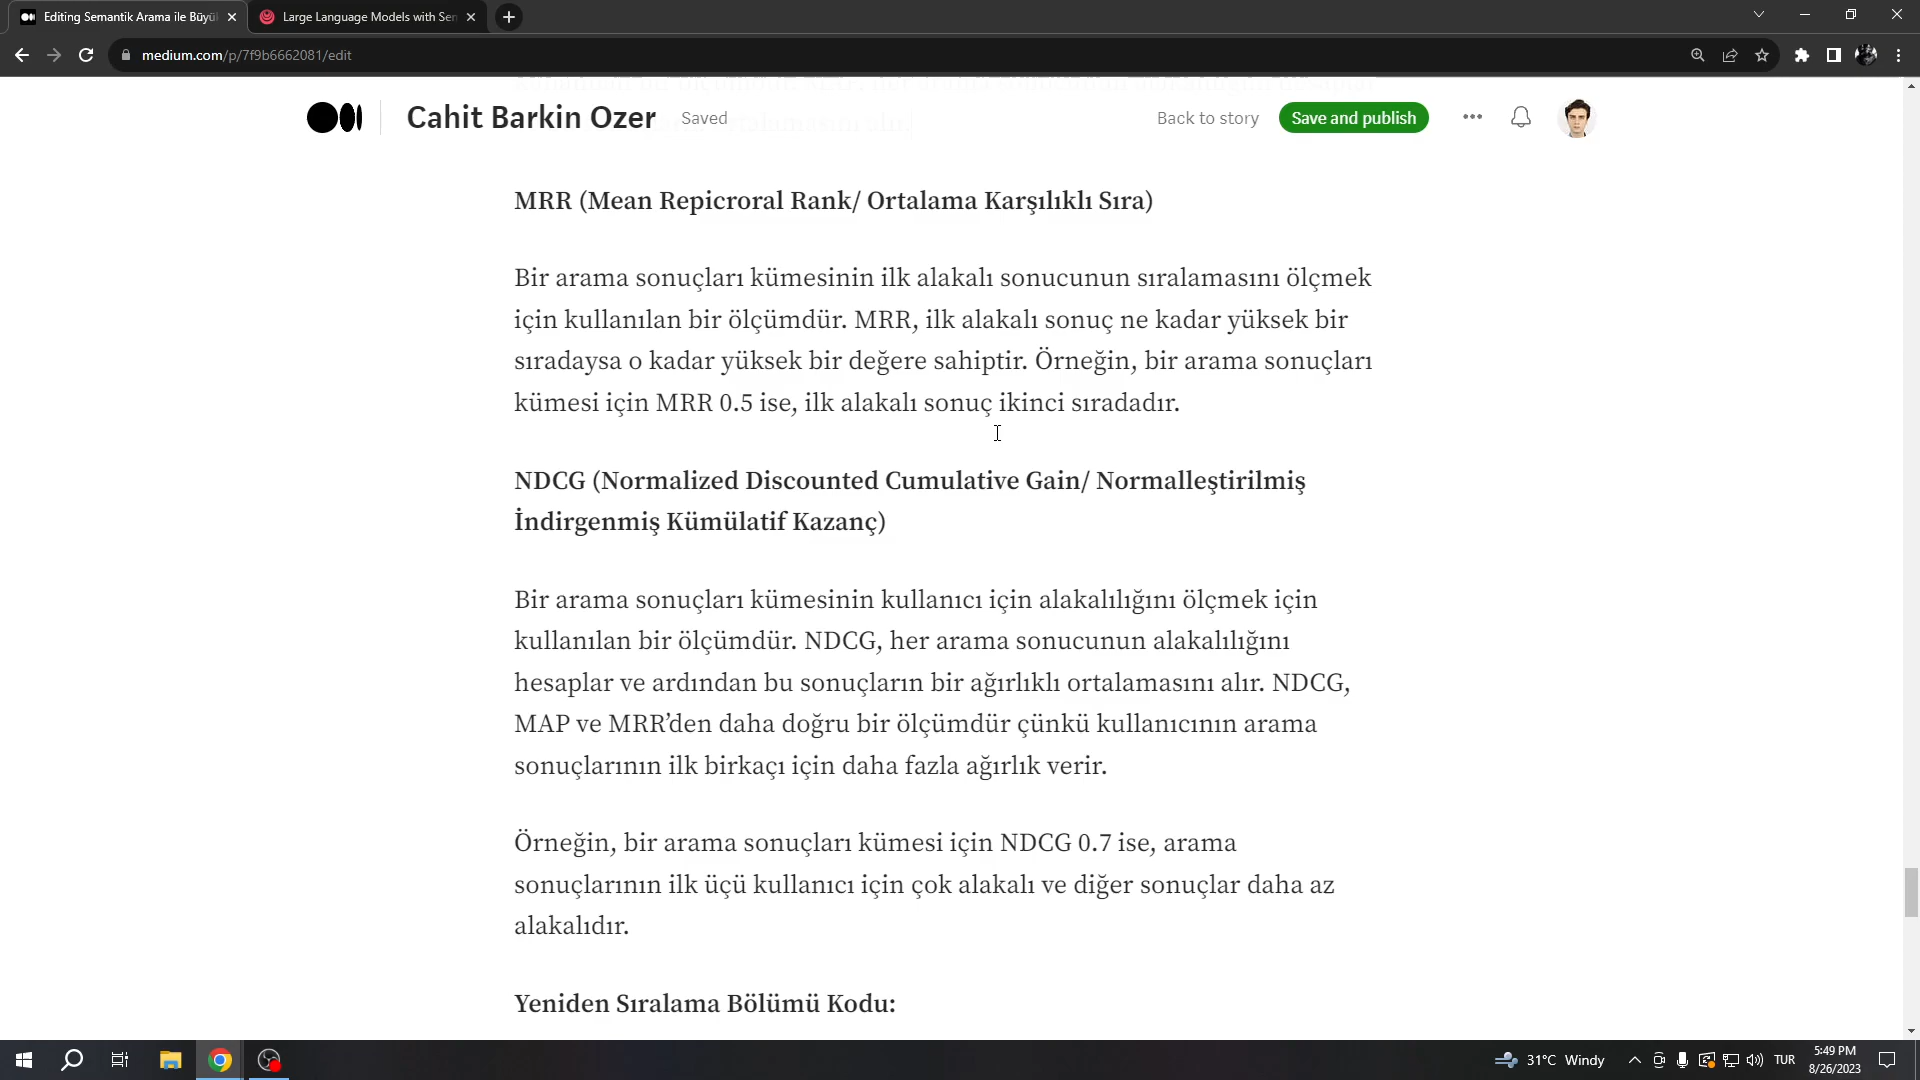 Editing Semantik Arama ile Büyü
Large Language Models with Sen
medium.com/p/7f9b6662081/edit
Cahit Barkin Ozer
Saved
Back to story
Save and publish
MRR (Mean Repicroral Rank/ Ortalama Karşılıklı Sıra)
Bir arama sonuçları kümesinin ilk alakalı sonucunun sıralamasını ölçmek
için kullanılan bir ölçümdür. MRR, ilk alakalı sonuç ne kadar yüksek bir
sıradaysa o kadar yüksek bir değere sahiptir. Örneğin, bir arama sonuçları
kümesi için MRR 0.5 ise, ilk alakalı sonuç ikinci sıradadır.
NDCG (Normalized Discounted Cumulative Gain/ Normalleştirilmiş
İndirgenmiş Kümülatif Kazanç)
Bir arama sonuçları kümesinin kullanıcı için alakalılığını ölçmek için
kullanılan bir ölçümdür. NDCG, her arama sonucunun alakalılığını
hesaplar ve ardından bu sonuçların bir ağırlıklı ortalamasını alır. NDCG,
MAP ve MRR’den daha doğru bir ölçümdür çünkü kullanıcının arama
sonuçlarının ilk birkaçı için daha fazla ağırlık verir.
Örneğin, bir arama sonuçları kümesi için NDCG 0.7 ise, arama
sonuçlarının ilk üçü kullanıcı için çok alakalı ve diğer sonuçlar daha az
alakalıdır.
Yeniden Sıralama Bölümü Kodu:
31°C Windy
TUR
5:49 PM
8/26/2023